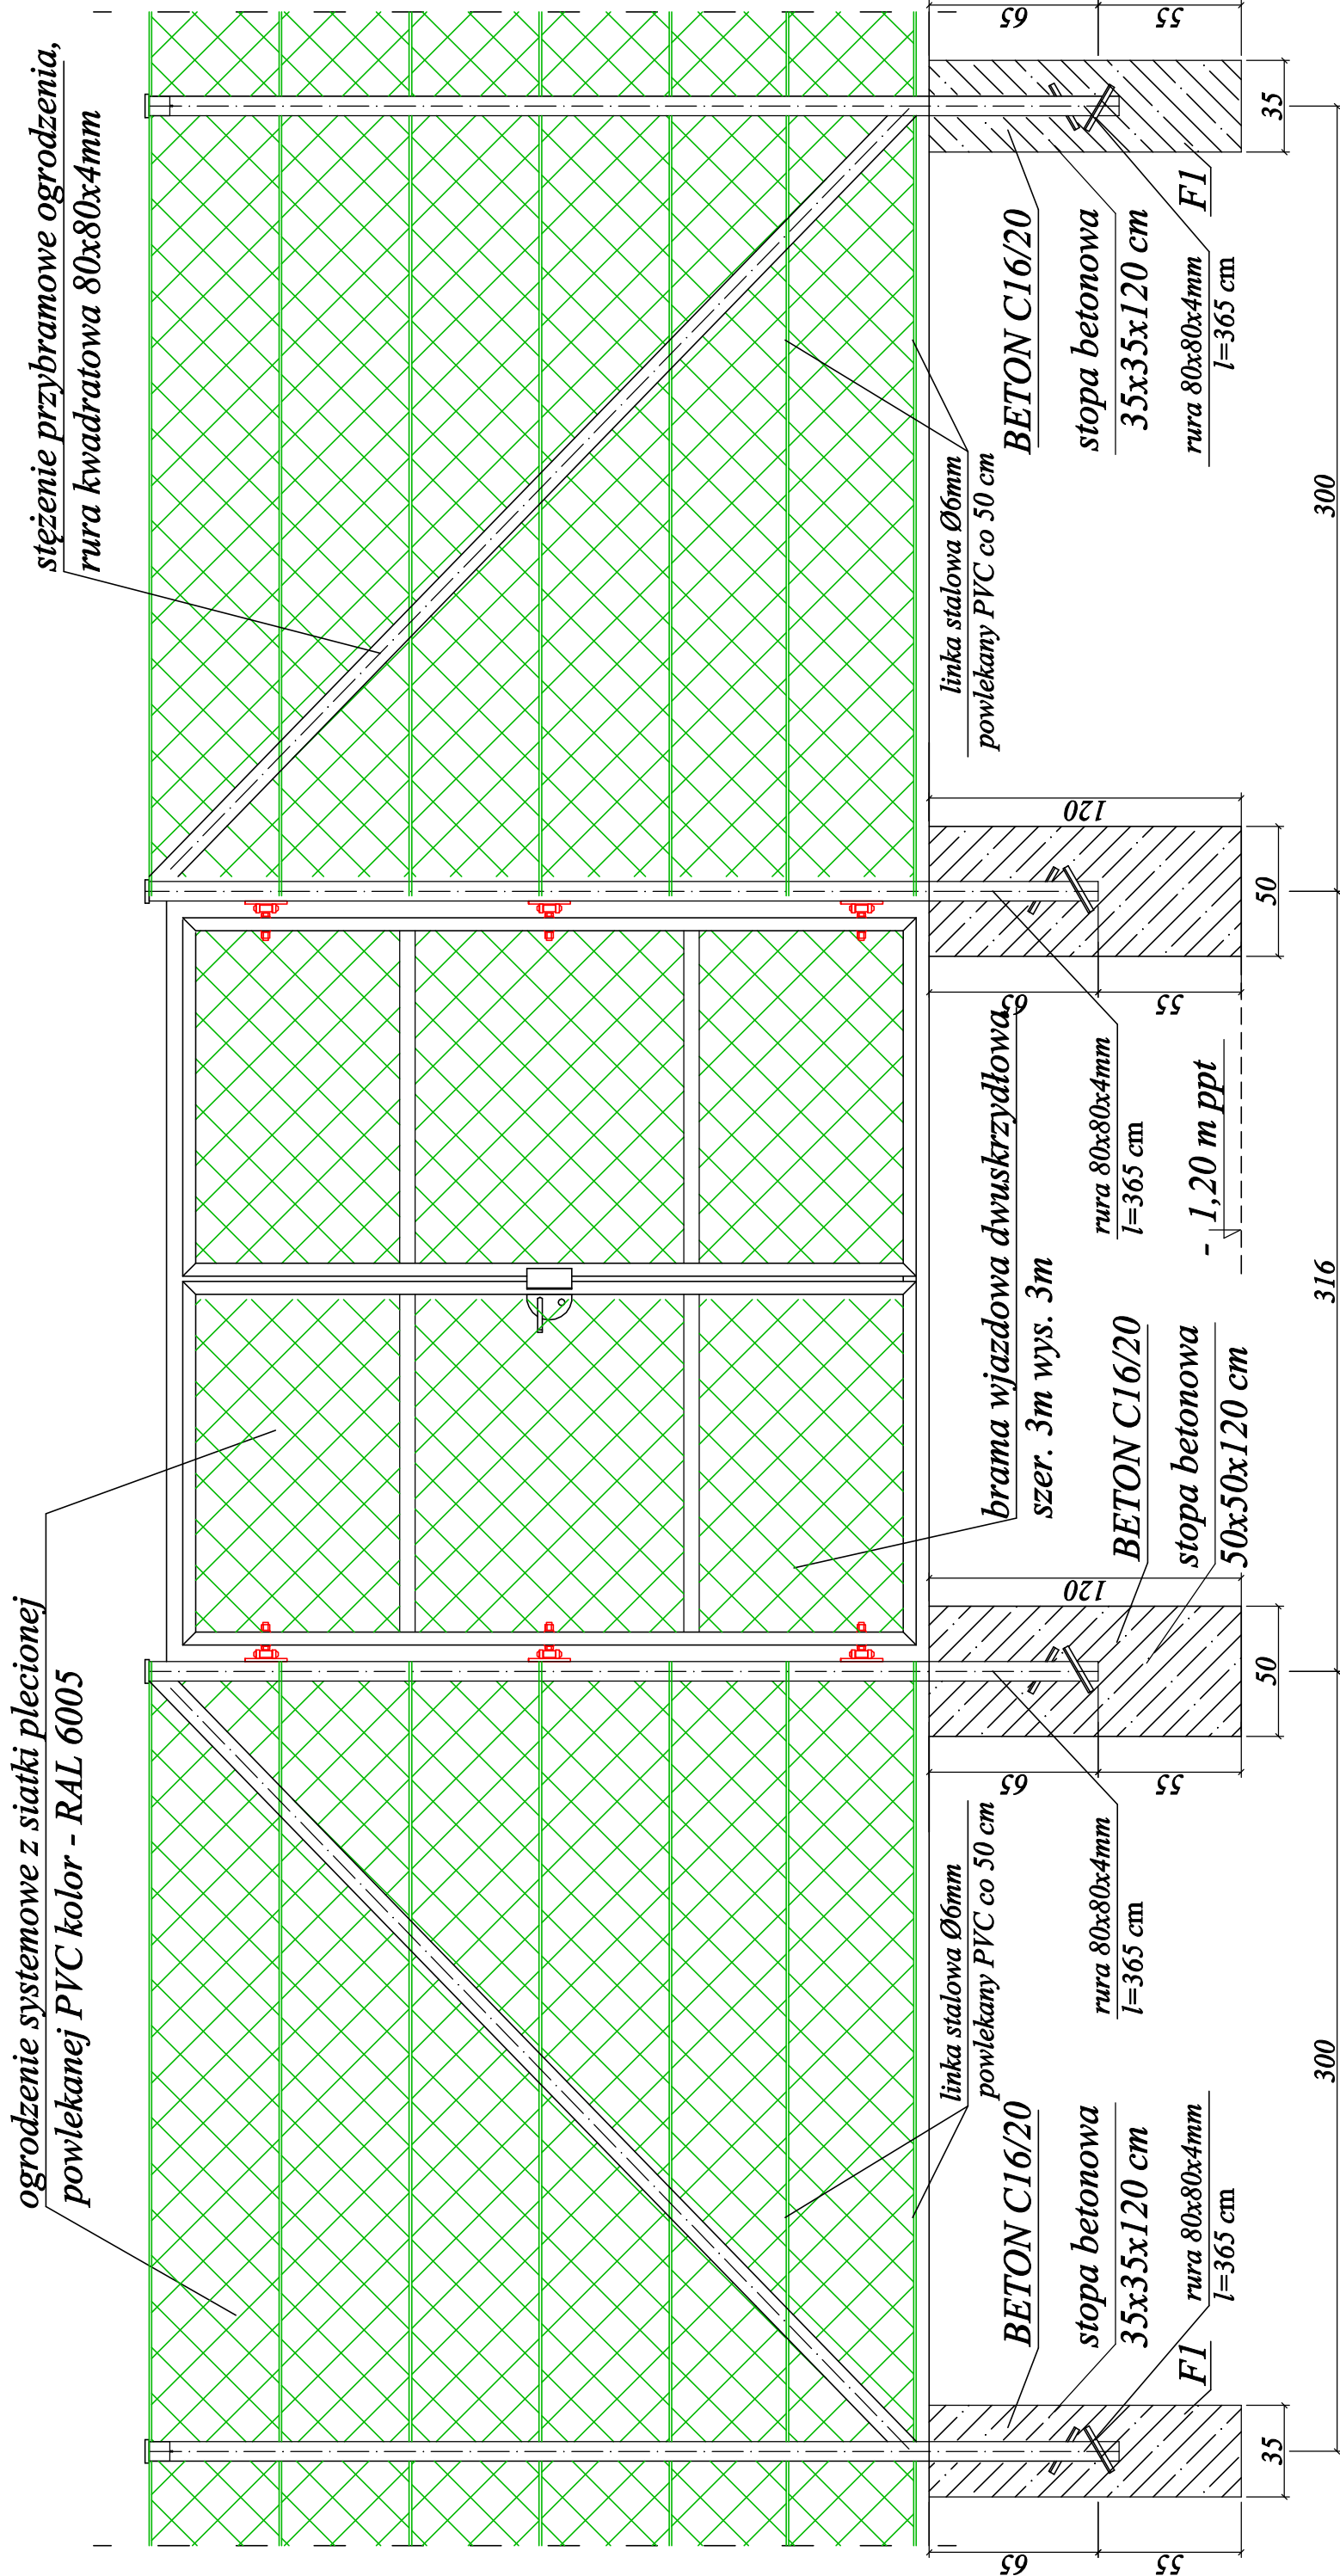 ogrodzenie systemowe z siatki plecionej
powlekanej PVC kolor - RAL 6005
stężenie przybramowe ogrodzenia,
rura kwadratowa 80x80x4mm
linka stalowa Ø6mm
powlekany PVC co 50 cm
brama wjazdowa dwuskrzydłowa
szer. 3m wys. 3m
linka stalowa Ø6mm
powlekany PVC co 50 cm
65
55
F1
BETON C16/20
stopa betonowa
35x35x120 cm
rura 80x80x4mm
l=365 cm
rura 80x80x4mm
l=365 cm
65
55
120
BETON C16/20
stopa betonowa
50x50x120 cm
- 1,20 m ppt
rura 80x80x4mm
l=365 cm
65
55
120
BETON C16/20
stopa betonowa
35x35x120 cm
rura 80x80x4mm
l=365 cm
F1
65
55
35
50
50
35
300
316
300